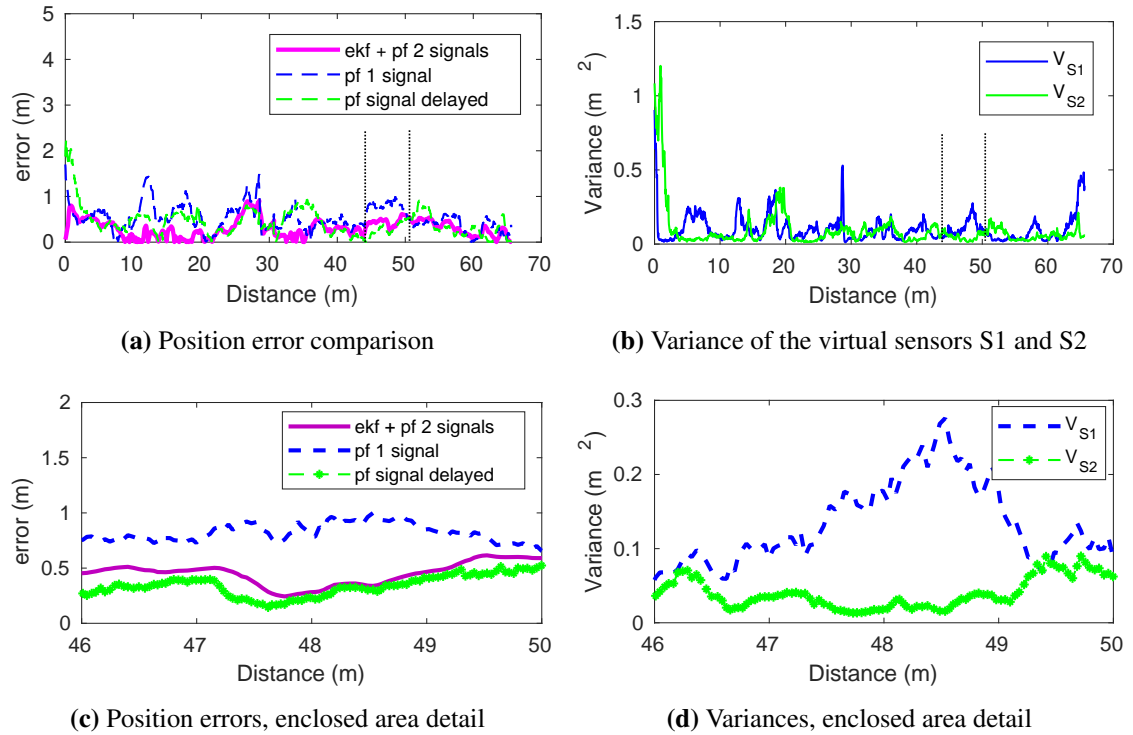 5
4
3
2
1
0
error (m)
ekf + pf 2 signals
pf 1 signal
pf signal delayed
0 10 20 30 40 50 60 70
Distance (m)
(a) Position error comparison
1.5
1
0.5
0
Variance (m ²)
V_S1
V_S2
0 10 20 30 40 50 60 70
Distance (m)
(b) Variance of the virtual sensors S1 and S2
2
1.5
1
0.5
0
error (m)
ekf + pf 2 signals
pf 1 signal
pf signal delayed
46 47 48 49 50
Distance (m)
(c) Position errors, enclosed area detail
0.3
0.2
0.1
0
Variance (m ²)
V_S1
V_S2
46 47 48 49 50
Distance (m)
(d) Variances, enclosed area detail